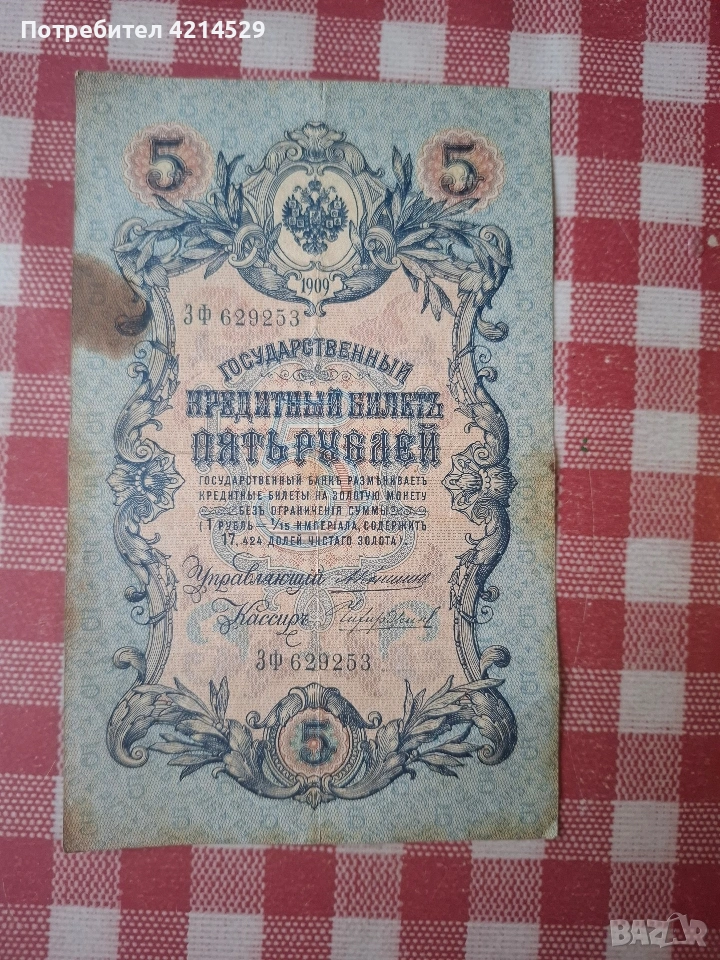 Потребител 4214529
5 5
1909
ЗФ 629253
ГОСУДАРСТВЕННЫЙ
КРЕДИТНЫЙ БИЛЕТЪ
ПЯТЬ РУБЛЕЙ
ГОСУДАРСТВЕННЫЙ БАНКЪ РАЗМѢНИВАЕТЪ
КРЕДИТНЫЕ БИЛЕТЫ НА ЗОЛОТУЮ МОНЕТУ
БЕЗЪ ОГРАНИЧЕНІЯ СУММЫ
(1 РУБЛЬ = 1/15 ИМПЕРІАЛА, СОДЕРЖИТЪ
17,424 ДОЛЕЙ ЧИСТАГО ЗОЛОТА).
Управляющій
Кассиръ
ЗФ 629253
5
BAZAR